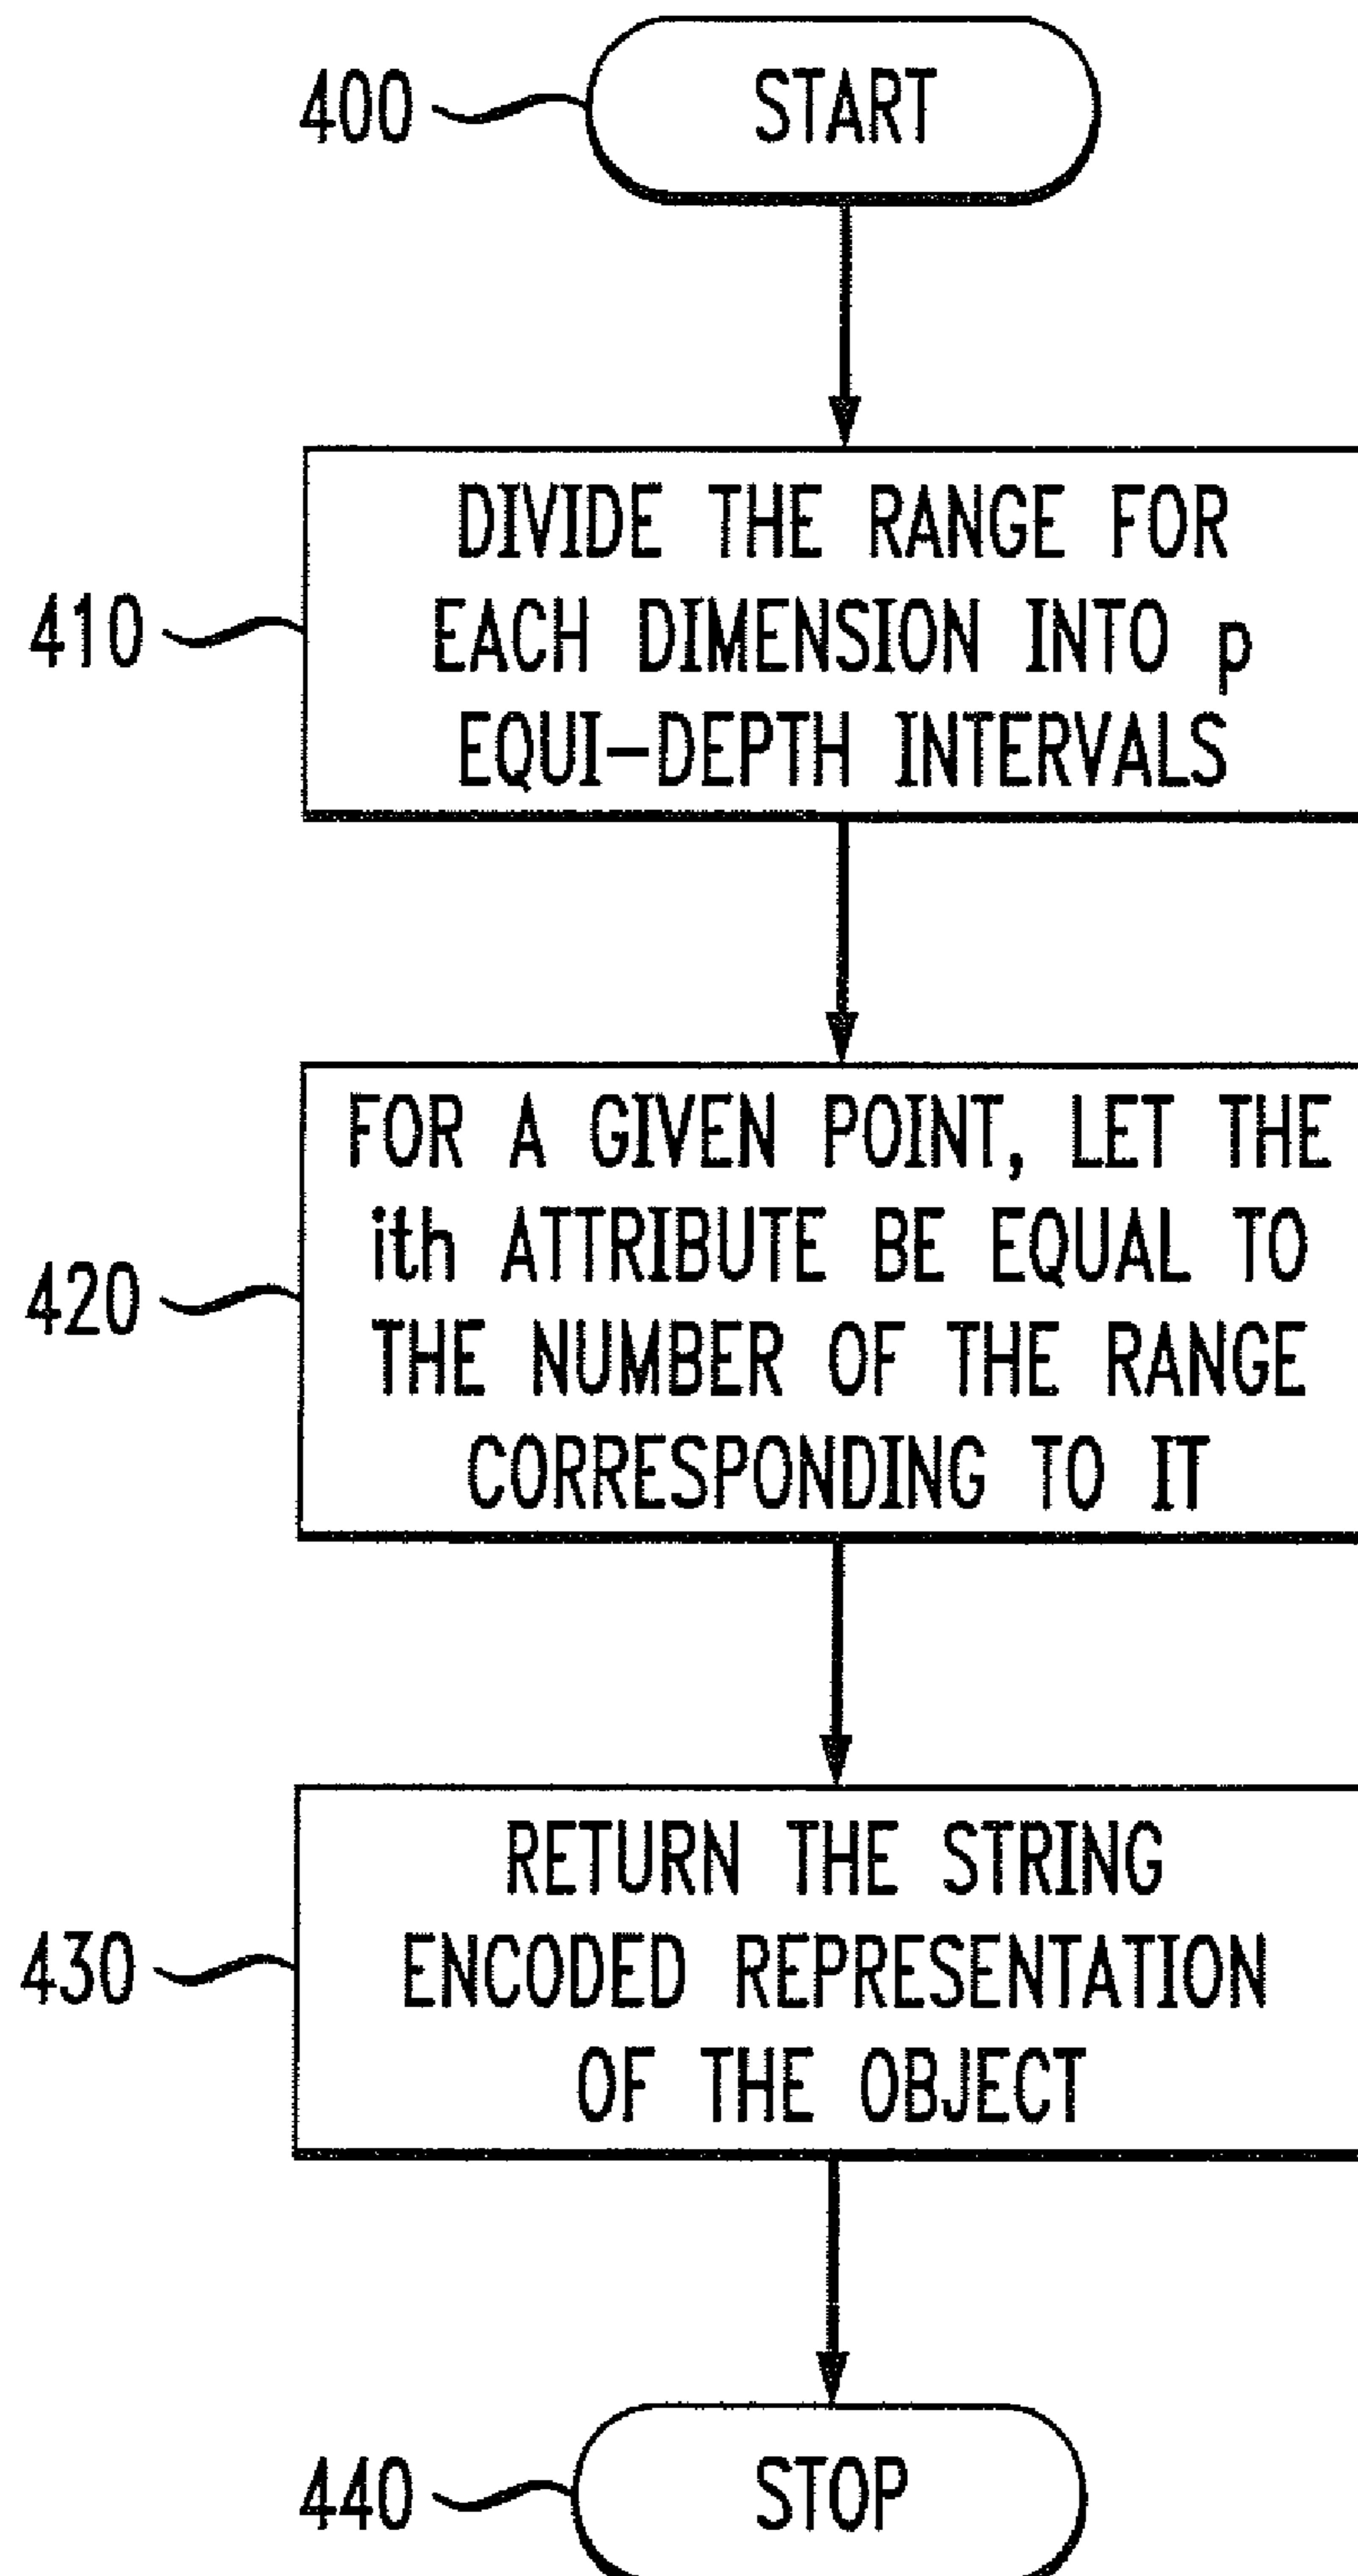 400
START
410
DIVIDE THE RANGE FOR
EACH DIMENSION INTO p
EQUI-DEPTH INTERVALS
420
FOR A GIVEN POINT, LET THE
ith ATTRIBUTE BE EQUAL TO
THE NUMBER OF THE RANGE
CORRESPONDING TO IT
430
RETURN THE STRING
ENCODED REPRESENTATION
OF THE OBJECT
440
STOP